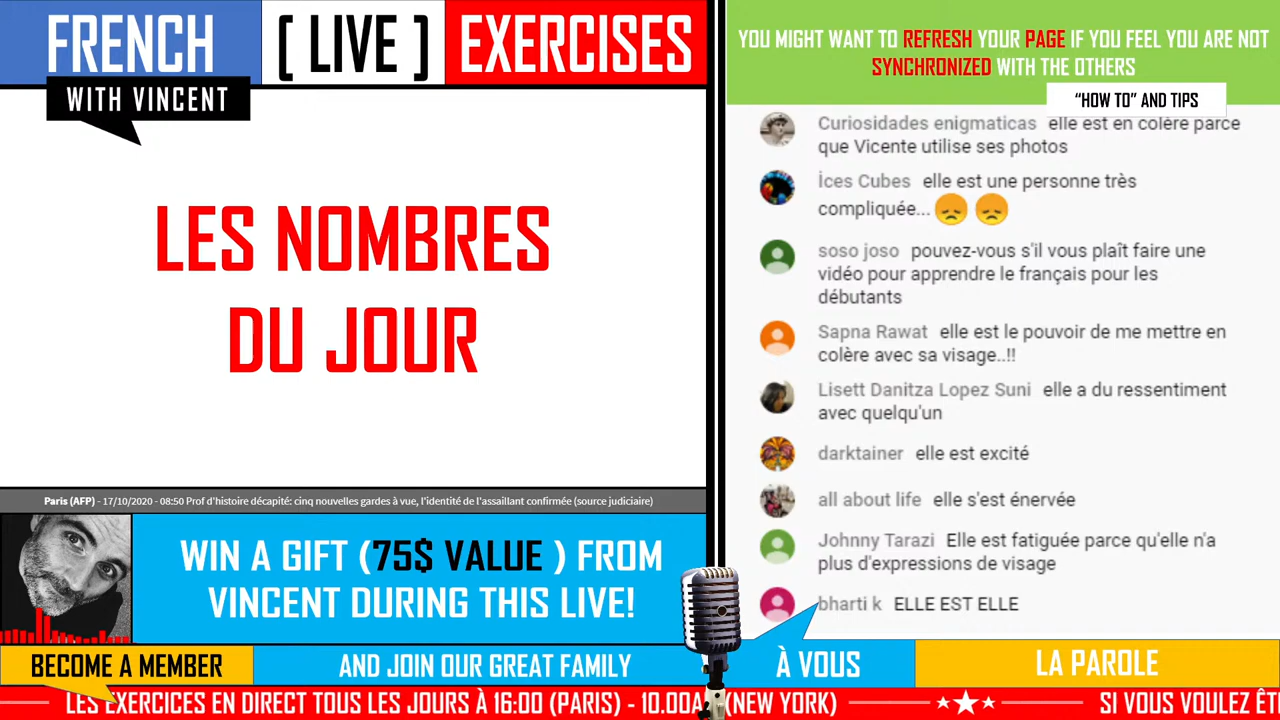 FRENCH
[ LIVE ]
EXERCISES
WITH VINCENT
LES NOMBRES
DU JOUR
Paris (AFP) - 17/10/2020 - 08:50 Prof d'histoire décapité: cinq nouvelles gardes à vue, l'identité de l'assaillant confirmée (source judiciaire)
WIN A GIFT (75$ VALUE ) FROM
VINCENT DURING THIS LIVE!
BECOME A MEMBER
AND JOIN OUR GREAT FAMILY
YOU MIGHT WANT TO REFRESH YOUR PAGE IF YOU FEEL YOU ARE NOT
SYNCHRONIZED WITH THE OTHERS
“HOW TO” AND TIPS
Curiosidades enigmaticas elle est en colère parce
que Vicente utilise ses photos
İces Cubes elle est une personne très
compliquée...
soso joso pouvez-vous s'il vous plaît faire une
vidéo pour apprendre le français pour les
débutants
Sapna Rawat elle est le pouvoir de me mettre en
colère avec sa visage..!!
Lisett Danitza Lopez Suni elle a du ressentiment
avec quelqu'un
darktainer elle est excité
all about life elle s'est énervée
Johnny Tarazi Elle est fatiguée parce qu'elle n'a
plus d'expressions de visage
bharti k ELLE EST ELLE
À VOUS
LA PAROLE
LES EXERCICES EN DIRECT TOUS LES JOURS À 16:00 (PARIS) - 10.00A (NEW YORK)
SI VOUS VOULEZ ÊT